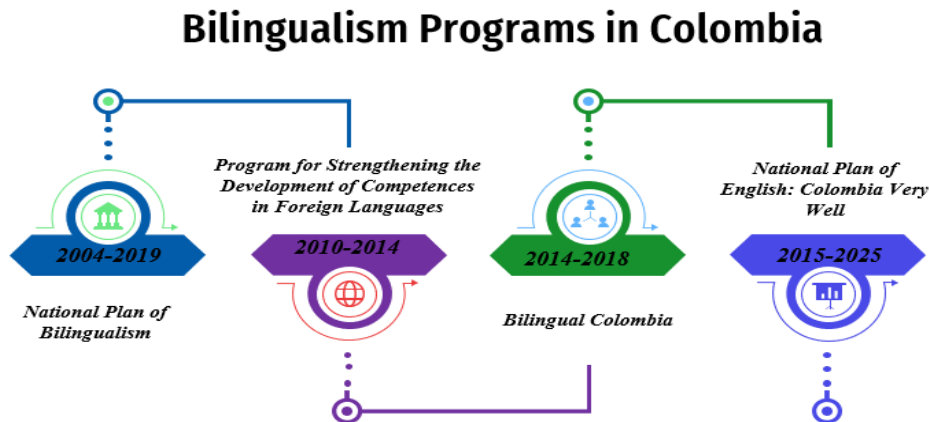 Bilingualism Programs in Colombia
2004-2019
National Plan of
Bilingualism
Program for Strengthening the
Development of Competences
in Foreign Languages
2010-2014
2014-2018
Bilingual Colombia
National Plan of
English: Colombia Very
Well
2015-2025